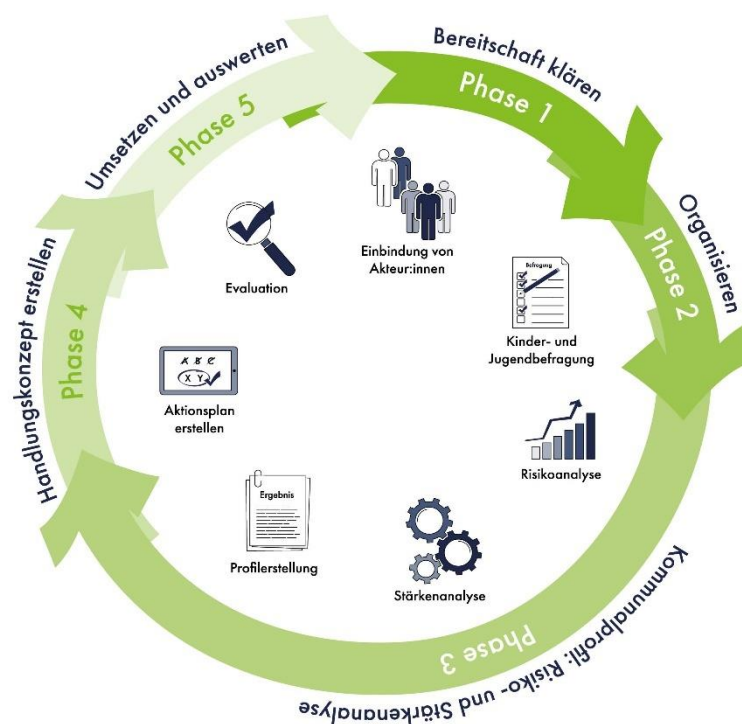 Bereitschaft klären
Phase 1
Organisieren
Phase 2
Kommunalprofil: Risiko- und Stärkenanalyse
Phase 3
Handlungskonzept erstellen
Phase 4
Umsetzen und auswerten
Phase 5
Einbindung von
Akteur:innen
Befragung
Kinder- und
Jugendbefragung
Risikoanalyse
Stärkenanalyse
Ergebnis
Profilerstellung
A B C
X Y
Aktionsplan
erstellen
Evaluation